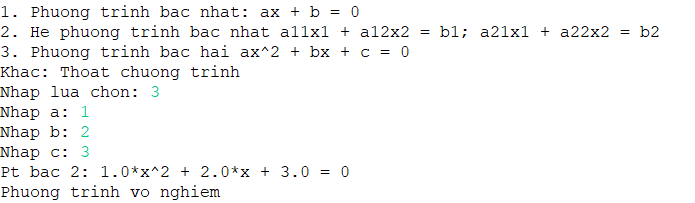 1. Phuong trinh bac nhat: ax + b = 0
2. He phuong trinh bac nhat a11x1 + a12x2 = b1; a21x1 + a22x2 = b2
3. Phuong trinh bac hai ax^2 + bx + c = 0
Khac: Thoat chuong trinh
Nhap lua chon: 3
Nhap a: 1
Nhap b: 2
Nhap c: 3
Pt bac 2: 1.0*x^2 + 2.0*x + 3.0 = 0
Phuong trinh vo nghiem